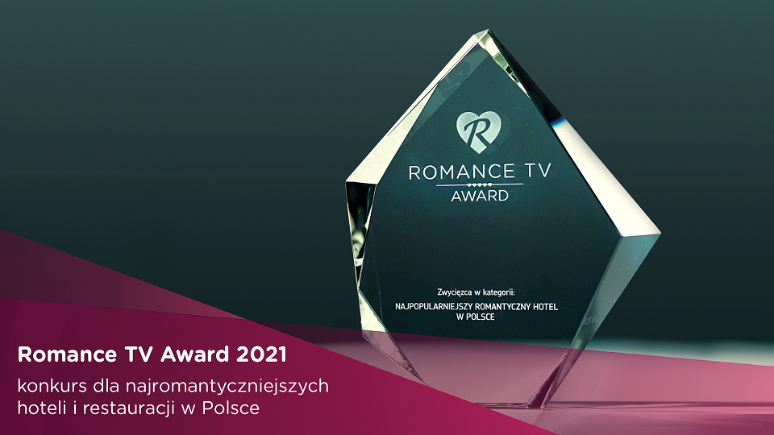 R
ROMANCE TV
AWARD
Zwycięzca w kategorii:
NAJPOPULARNIEJSZY ROMANTYCZNY HOTEL
W POLSCE
Romance TV Award 2021
konkurs dla najromantyczniejszych
hoteli i restauracji w Polsce